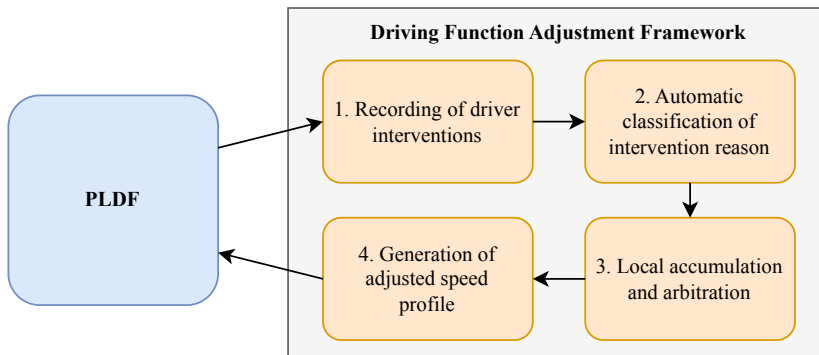 Driving Function Adjustment Framework
PLDF
1. Recording of driver
interventions
2. Automatic
classification of
intervention reason
3. Local accumulation
and arbitration
4. Generation of
adjusted speed
profile